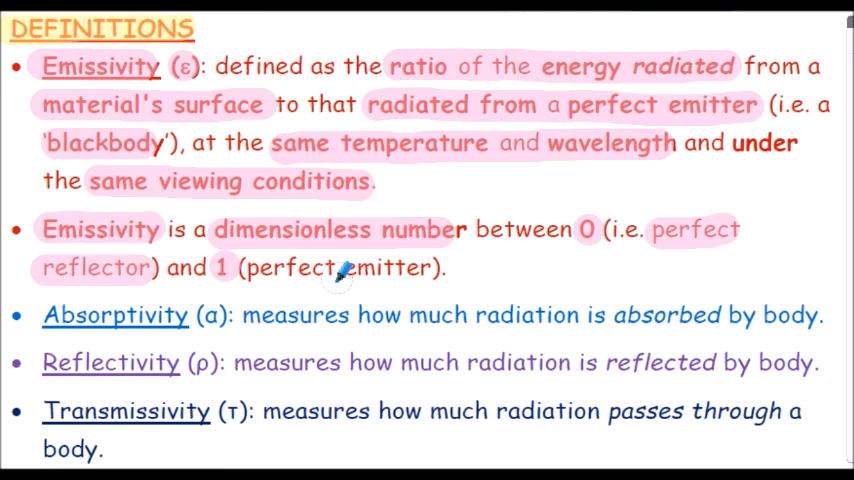 DEFINITIONS
• Emissivity (ε): defined as the ratio of the energy radiated from a
material's surface to that radiated from a perfect emitter (i.e. a
'blackbody'), at the same temperature and wavelength and under
the same viewing conditions.
• Emissivity is a dimensionless number between 0 (i.e. perfect
reflector) and 1 (perfect emitter).
• Absorptivity (α): measures how much radiation is absorbed by body.
• Reflectivity (ρ): measures how much radiation is reflected by body.
• Transmissivity (τ): measures how much radiation passes through a
body.